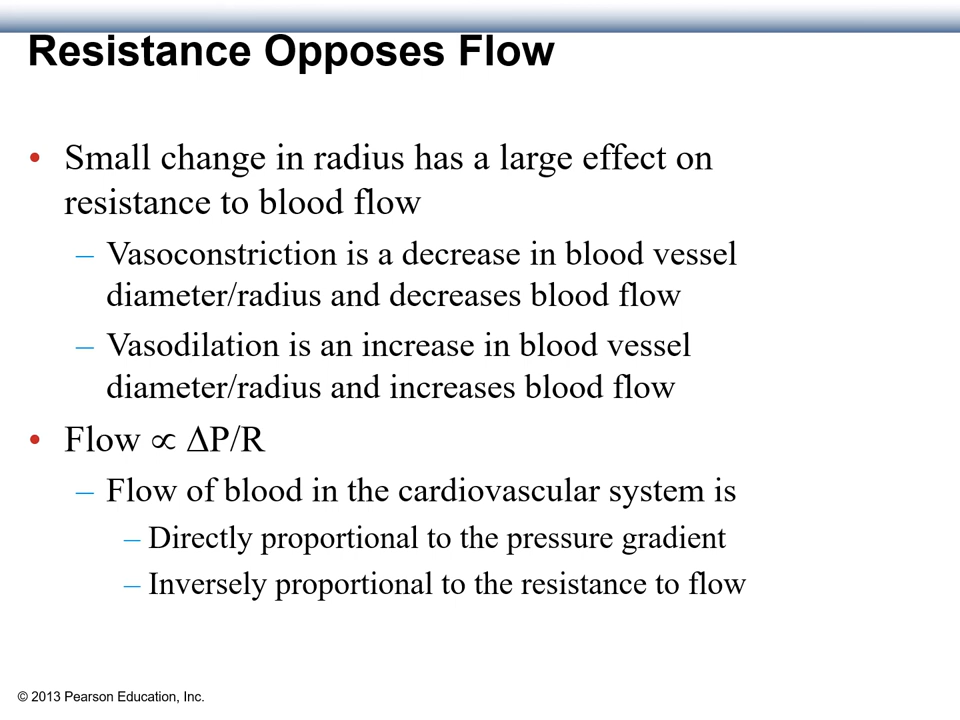 Resistance Opposes Flow
• Small change in radius has a large effect on
resistance to blood flow
– Vasoconstriction is a decrease in blood vessel
diameter/radius and decreases blood flow
– Vasodilation is an increase in blood vessel
diameter/radius and increases blood flow
• Flow ∝ ΔP/R
– Flow of blood in the cardiovascular system is
– Directly proportional to the pressure gradient
– Inversely proportional to the resistance to flow
© 2013 Pearson Education, Inc.